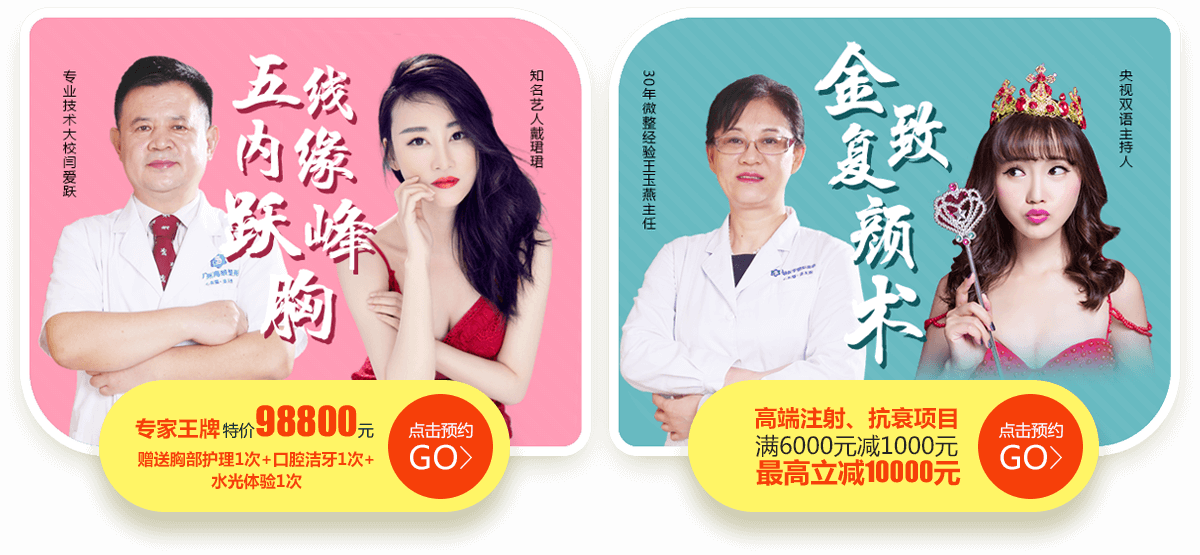 专业技术大校闫爱跃
五线
内缘
跃峰
胸
知名艺人戴珺珺
专家王牌 特价98800元
赠送胸部护理1次+口腔洁牙1次+
水光体验1次
点击预约
GO
30年微整经验王玉燕主任
金致
复颜术
央视双语主持人
高端注射、抗衰项目
满6000元减1000元
最高立减10000元
点击预约
GO